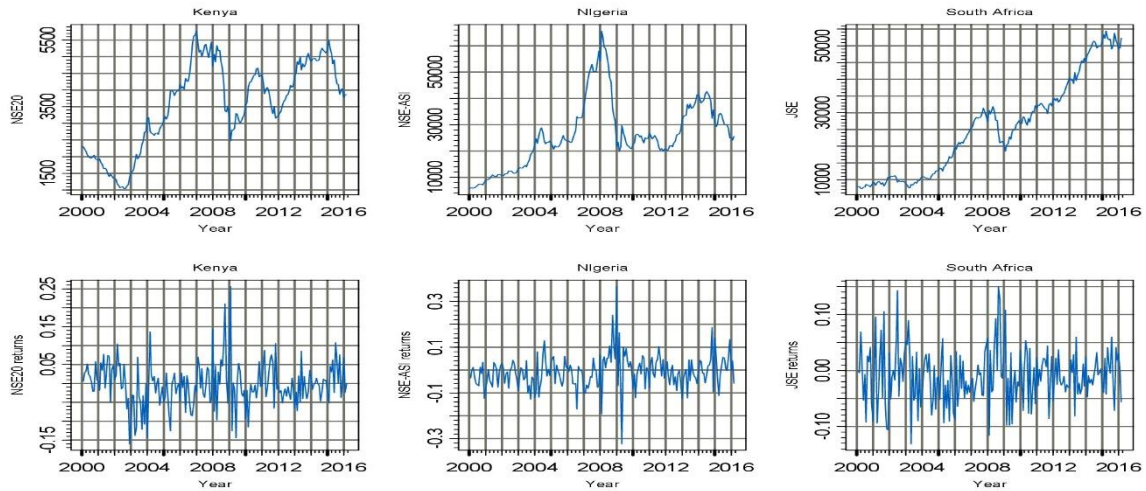 Kenya
NSE20
5500
3500
1500
2000 2004 2008 2012 2016
Year
NIgeria
NSE-ASI
50000
30000
10000
2000 2004 2008 2012 2016
Year
South Africa
JSE
50000
30000
10000
2000 2004 2008 2012 2016
Year
Kenya
NSE20 returns
0.25
0.15
0.05
-0.15
2000 2004 2008 2012 2016
Year
NIgeria
NSE-ASI returns
0.3
0.1
-0.1
-0.3
2000 2004 2008 2012 2016
Year
South Africa
JSE returns
0.10
0.00
-0.10
2000 2004 2008 2012 2016
Year